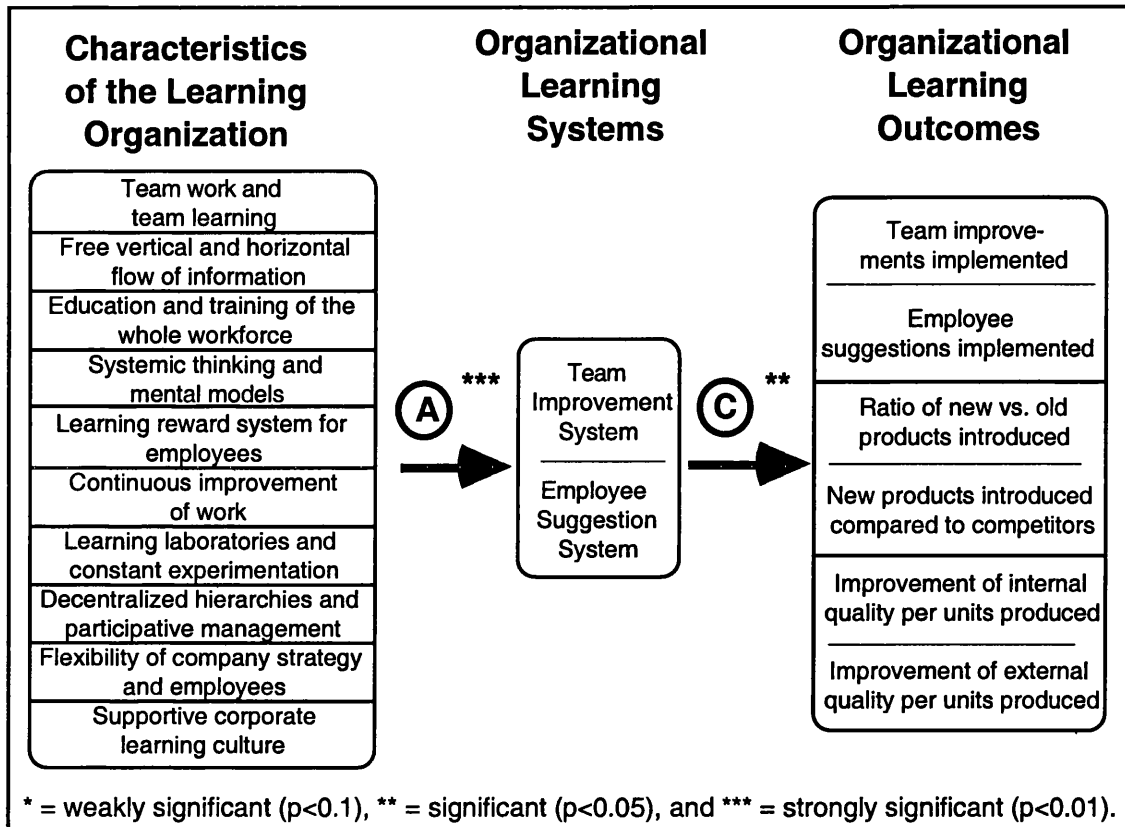 Characteristics
of the Learning
Organization
Team work and
team learning
Free vertical and horizontal
flow of information
Education and training of the
whole workforce
Systemic thinking and
mental models
Learning reward system for
employees
Continuous improvement
of work
Learning laboratories and
constant experimentation
Decentralized hierarchies and
participative management
Flexibility of company strategy
and employees
Supportive corporate
learning culture
A ***
Organizational
Learning
Systems
Team
Improvement
System
Employee
Suggestion
System
C **
Organizational
Learning
Outcomes
Team improve-
ments implemented
Employee
suggestions implemented
Ratio of new vs. old
products introduced
New products introduced
compared to competitors
Improvement of internal
quality per units produced
Improvement of external
quality per units produced
* = weakly significant (p<0.1), ** = significant (p<0.05), and *** = strongly significant (p<0.01).